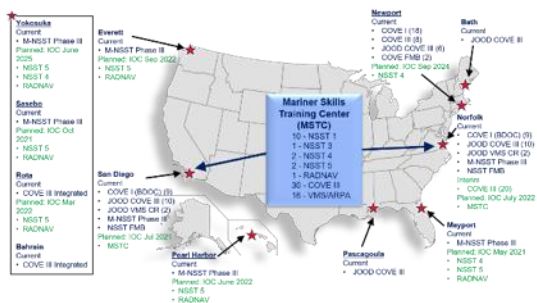 Yokosuka
Current
• M-NSST Phase III
Planned: IOC June
2025
• NSST 5
• NSST 4
• RADNAV
Sasebo
Current
• M-NSST Phase III
Planned: IOC Oct
2021
• NSST 5
• RADNAV
Rota
Current
• COVE III Integrated
Planned: IOC Mar
2022
• NSST 5
• RADNAV
Bahrain
Current
• COVE III Integrated
Everett
Current
• M-NSST Phase III
Planned: IOC Sep 2022
• NSST 5
• RADNAV
San Diego
Current
• COVE I (BDOC) (9)
• JOOD COVE III (10)
• JOOD VMS CR (2)
• M-NSST Phase III
• NSST FMB
Planned: IOC Jul 2021
• MSTC
Mariner Skills
Training Center
(MSTC)
10 - NSST 1
1 - NSST 3
2 - NSST 4
2 - NSST 5
1 - RADNAV
30 - COVE III
16 - VMS/ARPA
Pearl Harbor
Current
• M-NSST Phase III
Planned: IOC June 2022
• NSST 5
• RADNAV
Pascagoula
Current
• JOOD COVE III
Newport
Current
• COVE I (18)
• COVE III (8)
• JOOD COVE III (6)
• COVE FMB (2)
Planned: IOC Sep 2024
• NSST 4
Bath
Current
• JOOD COVE III
Norfolk
Current
• COVE I (BDOC) (9)
• JOOD COVE III (10)
• JOOD VMS CR (2)
• M-NSST Phase III
• NSST FMB
Interim
• COVE III (20)
Planned: IOC July 2022
• MSTC
Mayport
Current
• M-NSST Phase III
Planned: IOC May 2021
• NSST 4
• NSST 5
• RADNAV